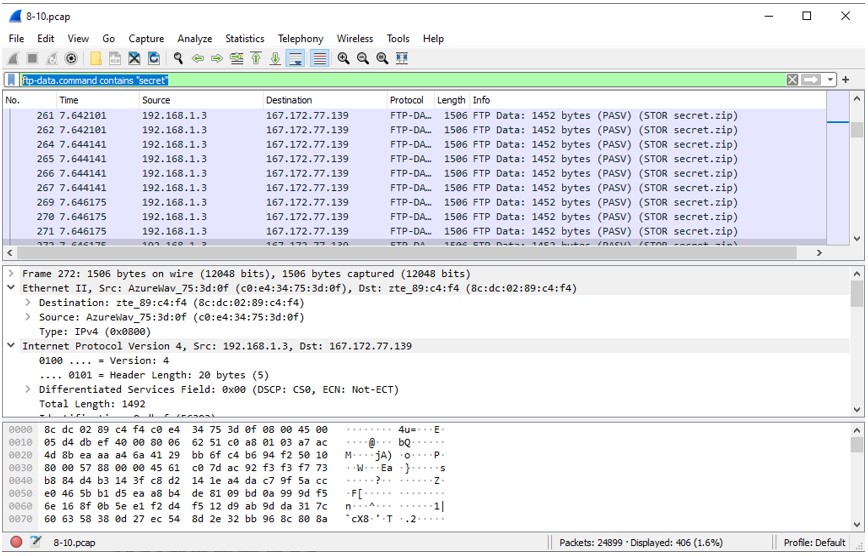 8-10.pcap
File Edit View Go Capture Analyze Statistics Telephony Wireless Tools Help
ftp-data.command contains "secret"
No. Time Source Destination Protocol Length Info
261 7.642101 192.168.1.3 167.172.77.139 FTP-DA… 1506 FTP Data: 1452 bytes (PASV) (STOR secret.zip)
262 7.642101 192.168.1.3 167.172.77.139 FTP-DA… 1506 FTP Data: 1452 bytes (PASV) (STOR secret.zip)
264 7.644141 192.168.1.3 167.172.77.139 FTP-DA… 1506 FTP Data: 1452 bytes (PASV) (STOR secret.zip)
265 7.644141 192.168.1.3 167.172.77.139 FTP-DA… 1506 FTP Data: 1452 bytes (PASV) (STOR secret.zip)
266 7.644141 192.168.1.3 167.172.77.139 FTP-DA… 1506 FTP Data: 1452 bytes (PASV) (STOR secret.zip)
267 7.644141 192.168.1.3 167.172.77.139 FTP-DA… 1506 FTP Data: 1452 bytes (PASV) (STOR secret.zip)
269 7.646175 192.168.1.3 167.172.77.139 FTP-DA… 1506 FTP Data: 1452 bytes (PASV) (STOR secret.zip)
270 7.646175 192.168.1.3 167.172.77.139 FTP-DA… 1506 FTP Data: 1452 bytes (PASV) (STOR secret.zip)
271 7.646175 192.168.1.3 167.172.77.139 FTP-DA… 1506 FTP Data: 1452 bytes (PASV) (STOR secret.zip)
272 7.646175 192.168.1.3 167.172.77.139 FTP-DA… 1506 FTP Data: 1452 bytes (PASV) (STOR secret.zip)
Frame 272: 1506 bytes on wire (12048 bits), 1506 bytes captured (12048 bits)
Ethernet II, Src: AzureWav_75:3d:0f (c0:e4:34:75:3d:0f), Dst: zte_89:c4:f4 (8c:dc:02:89:c4:f4)
Destination: zte_89:c4:f4 (8c:dc:02:89:c4:f4)
Source: AzureWav_75:3d:0f (c0:e4:34:75:3d:0f)
Type: IPv4 (0x0800)
Internet Protocol Version 4, Src: 192.168.1.3, Dst: 167.172.77.139
0100 .... = Version: 4
.... 0101 = Header Length: 20 bytes (5)
Differentiated Services Field: 0x00 (DSCP: CS0, ECN: Not-ECT)
Total Length: 1492
0000 8c dc 02 89 c4 f4 c0 e4 34 75 3d 0f 08 00 45 00 ········ 4u=···E·
0010 05 d4 db ef 40 00 80 06 62 51 c0 a8 01 03 a7 ac ····@··· bQ······
0020 4d 8b ea aa a4 6a 41 29 bb 6f c4 b6 94 f2 50 10 M····jA) ·o····P·
0030 80 00 57 88 00 00 45 61 c0 7d ac 92 f3 f3 f7 73 ··W···Ea ·}·····s
0040 b8 84 d4 b3 14 3f c8 d2 14 1e a4 da c7 9f 5a cc ·····?·· ······Z·
0050 e0 46 5b b1 d5 ea a8 b4 de 81 09 bd 0a 99 9d f5 ·F[····· ········
0060 6e 16 8f 0b 5e e1 f2 d4 f5 12 d9 ab 9d da 31 7c n···^··· ······1|
0070 60 63 58 38 0d 27 ec 54 8d 2e 32 bb 96 8c 80 8a `cX8·'·T ·.2·····
8-10.pcap Packets: 24899 · Displayed: 406 (1.6%) Profile: Default